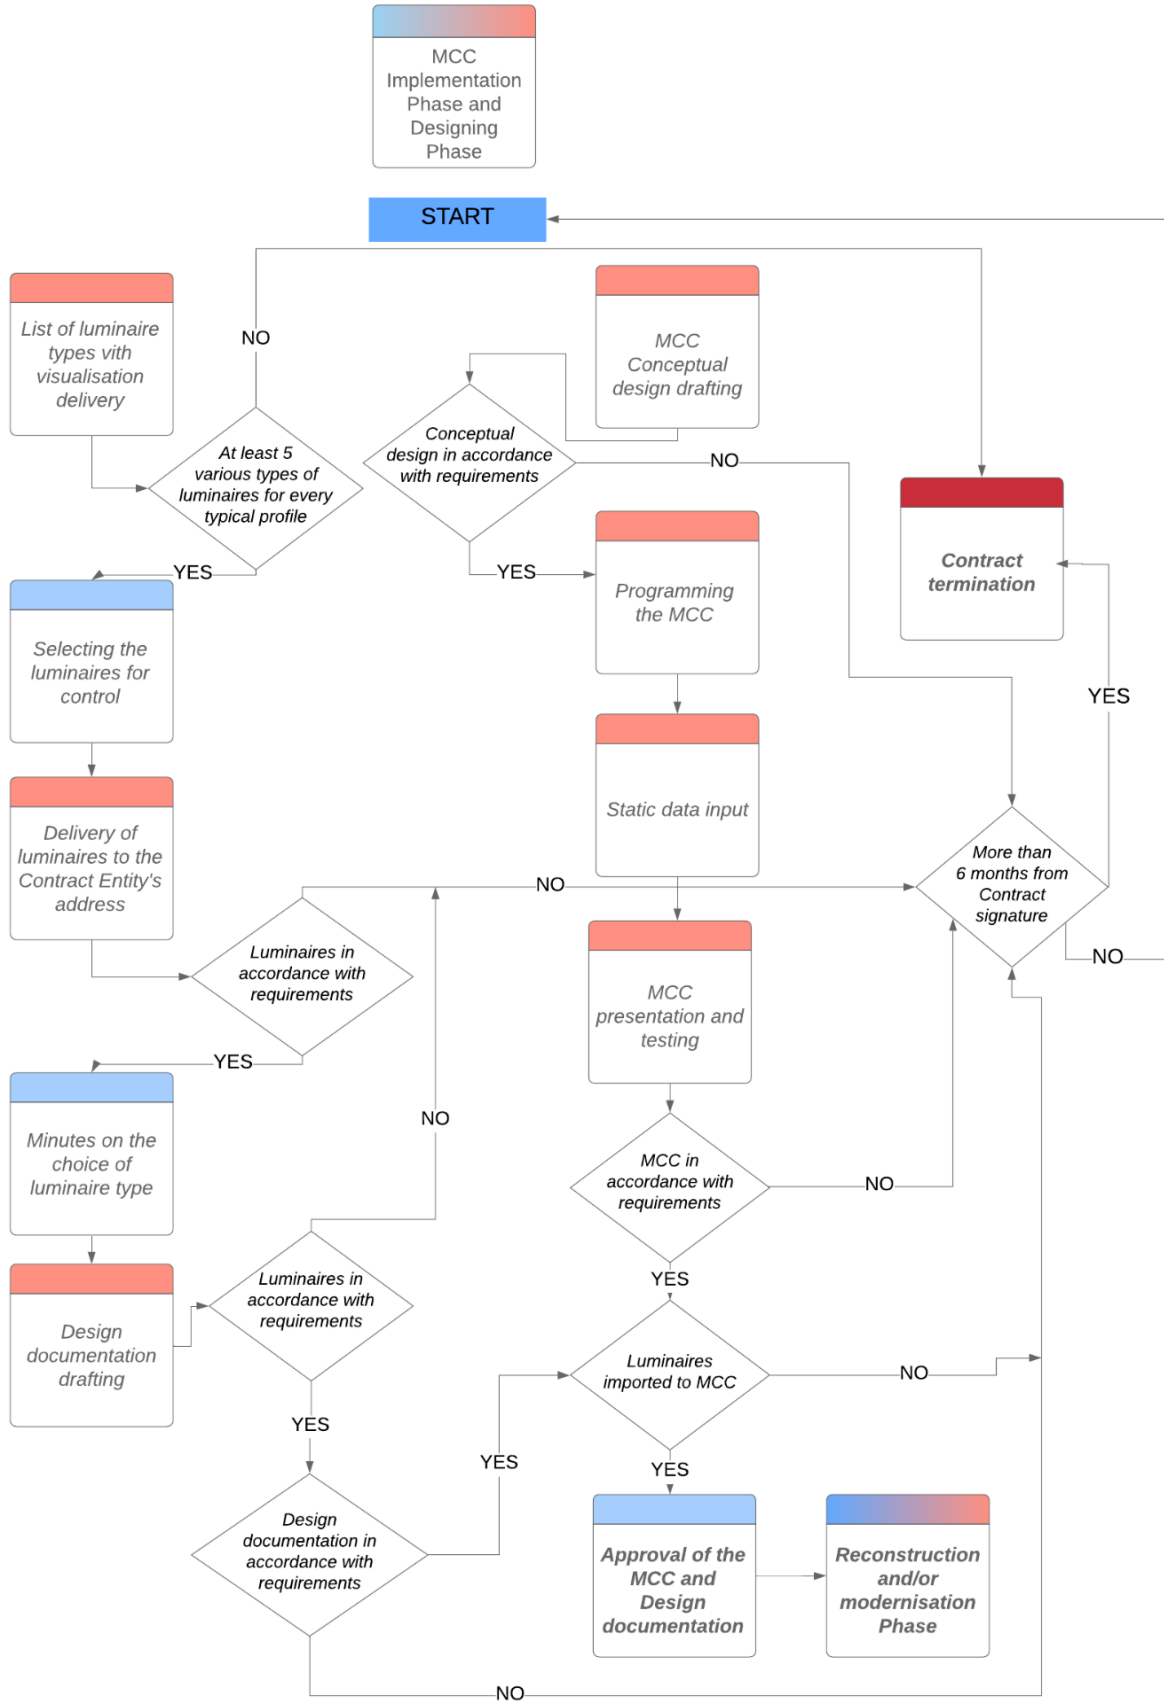 MCC
Implementation
Phase and
Designing
Phase
START
List of luminaire
types vith
visualisation
delivery
NO
MCC
Conceptual
design drafting
At least 5
various types of
luminaires for every
typical profile
Conceptual
design in accordance
with requirements
NO
Contract
termination
YES
YES
Programming
the MCC
Selecting the
luminaires for
control
YES
Static data input
Delivery of
luminaires to the
Contract Entity's
address
NO
More than
6 months from
Contract
signature
NO
Luminaires in
accordance with
requirements
MCC
presentation and
testing
YES
Minutes on the
choice of
luminaire type
NO
MCC in
accordance with
requirements
NO
Luminaires in
accordance with
requirements
YES
Design
documentation
drafting
Luminaires
imported to MCC
NO
YES
YES
YES
Design
documentation in
accordance with
requirements
Approval of the
MCC and
Design
documentation
Reconstruction
and/or
modernisation
Phase
NO